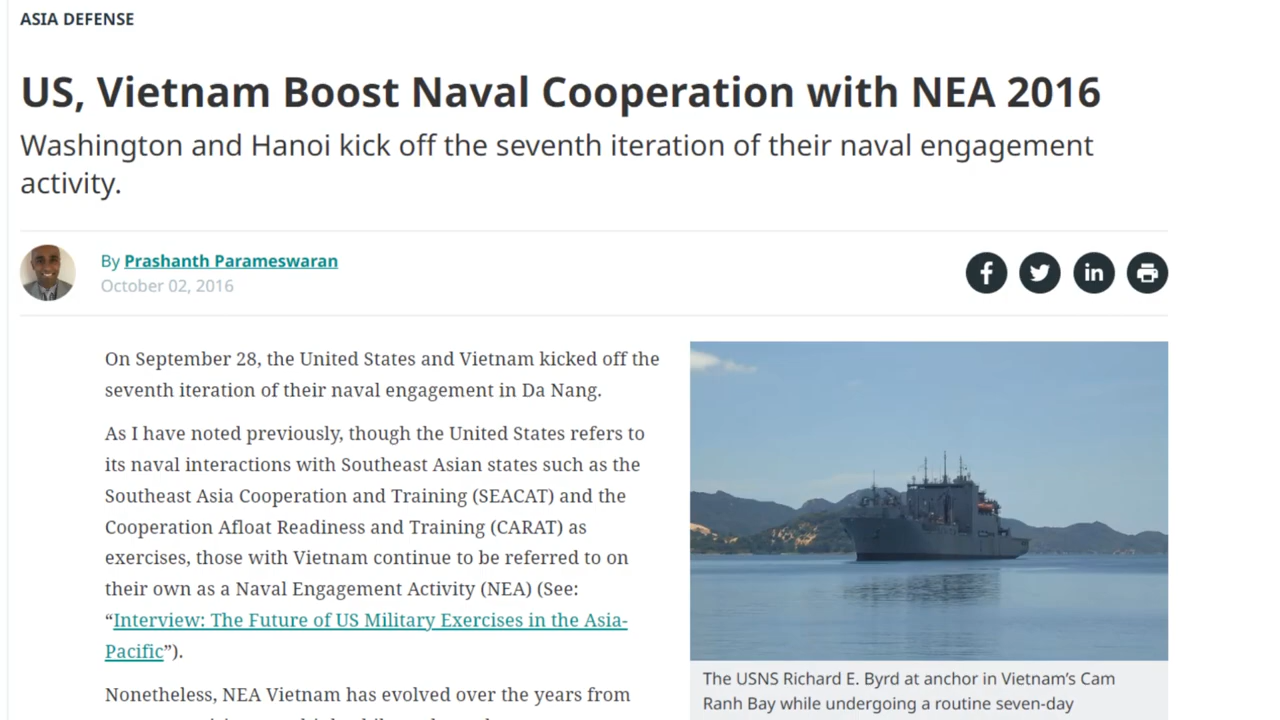 ASIA DEFENSE
US, Vietnam Boost Naval Cooperation with NEA 2016
Washington and Hanoi kick off the seventh iteration of their naval engagement
activity.
By Prashanth Parameswaran
October 02, 2016
On September 28, the United States and Vietnam kicked off the
seventh iteration of their naval engagement in Da Nang.
As I have noted previously, though the United States refers to
its naval interactions with Southeast Asian states such as the
Southeast Asia Cooperation and Training (SEACAT) and the
Cooperation Afloat Readiness and Training (CARAT) as
exercises, those with Vietnam continue to be referred to on
their own as a Naval Engagement Activity (NEA) (See:
“Interview: The Future of US Military Exercises in the Asia-
Pacific”).
Nonetheless, NEA Vietnam has evolved over the years from
The USNS Richard E. Byrd at anchor in Vietnam’s Cam
Ranh Bay while undergoing a routine seven-day